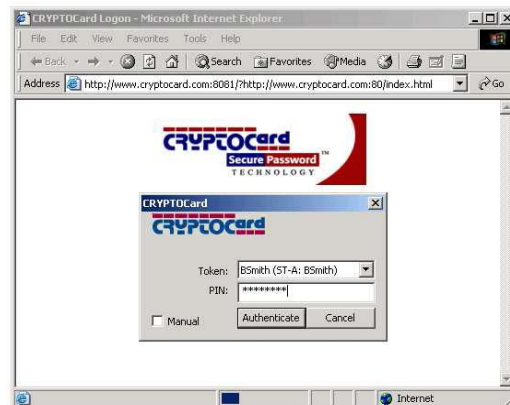 CRYPTOCard Logon - Microsoft Internet Explorer
File Edit View Favorites Tools Help
Back Search Favorites Media
Address http://www.cryptocard.com:8081/?http://www.cryptocard.com:80/index.html Go
CRYPTOCard
Secure Password ™
TECHNOLOGY
CRYPTOCard
CRYPTOCard
Token: BSmith (ST-A: BSmith)
PIN: ********
Manual Authenticate Cancel
Internet